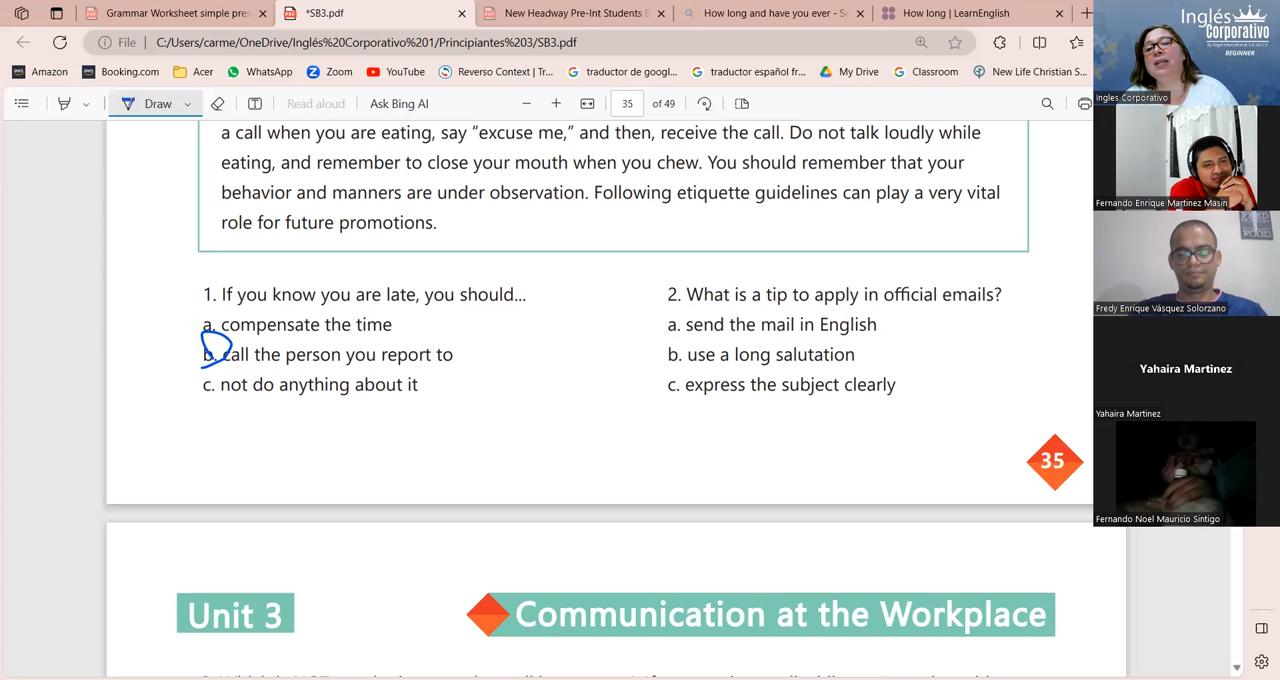 Grammar Worksheet simple pres
*SB3.pdf
New Headway Pre-Int Students B
How long and have you ever - Se
How long | LearnEnglish
File
C:/Users/carme/OneDrive/Inglés%20Corporativo%201/Principiantes%203/SB3.pdf
Amazon
Booking.com
Acer
WhatsApp
Zoom
YouTube
Reverso Context | Tr...
traductor de googl...
traductor español fr...
My Drive
Classroom
New Life Christian S...
Draw
Read aloud
Ask Bing AI
35
of 49
a call when you are eating, say “excuse me,” and then, receive the call. Do not talk loudly while
eating, and remember to close your mouth when you chew. You should remember that your
behavior and manners are under observation. Following etiquette guidelines can play a very vital
role for future promotions.
1. If you know you are late, you should...
a. compensate the time
b. call the person you report to
c. not do anything about it
2. What is a tip to apply in official emails?
a. send the mail in English
b. use a long salutation
c. express the subject clearly
35
Unit 3
Communication at the Workplace
Inglés
Corporativo
BEGINNER
Ingles Corporativo
Fernando Enrique Martinez Masin
Fredy Enrique Vásquez Solorzano
Yahaira Martinez
Yahaira Martinez
Fernando Noel Mauricio Sintigo